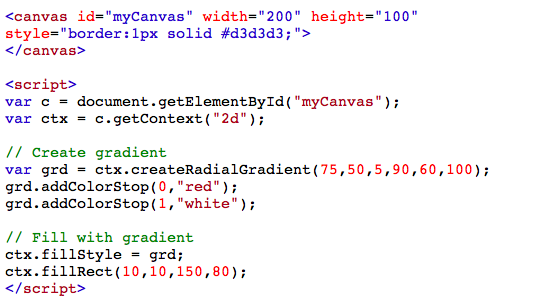 <canvas id="myCanvas" width="200" height="100"
style="border:1px solid #d3d3d3;">
</canvas>

<script>
var c = document.getElementById("myCanvas");
var ctx = c.getContext("2d");

// Create gradient
var grd = ctx.createRadialGradient(75,50,5,90,60,100);
grd.addColorStop(0,"red");
grd.addColorStop(1,"white");

// Fill with gradient
ctx.fillStyle = grd;
ctx.fillRect(10,10,150,80);
</script>